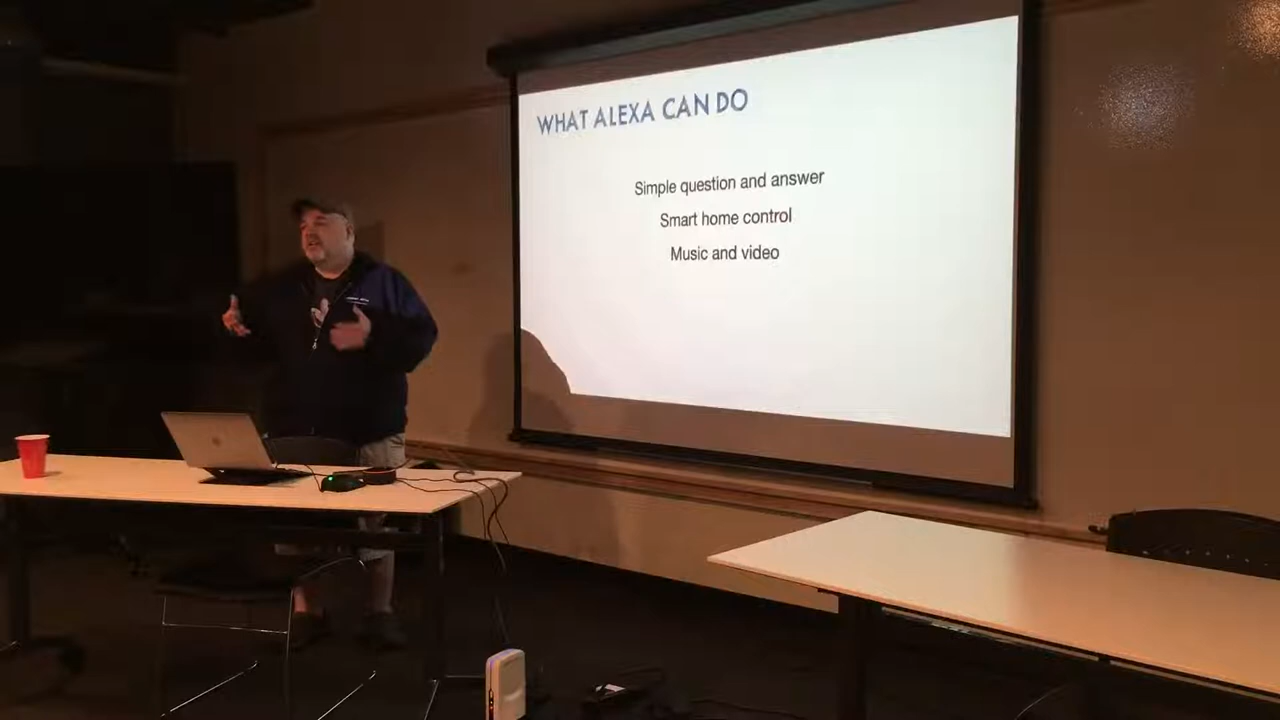 WHAT ALEXA CAN DO
Simple question and answer
Smart home control
Music and video